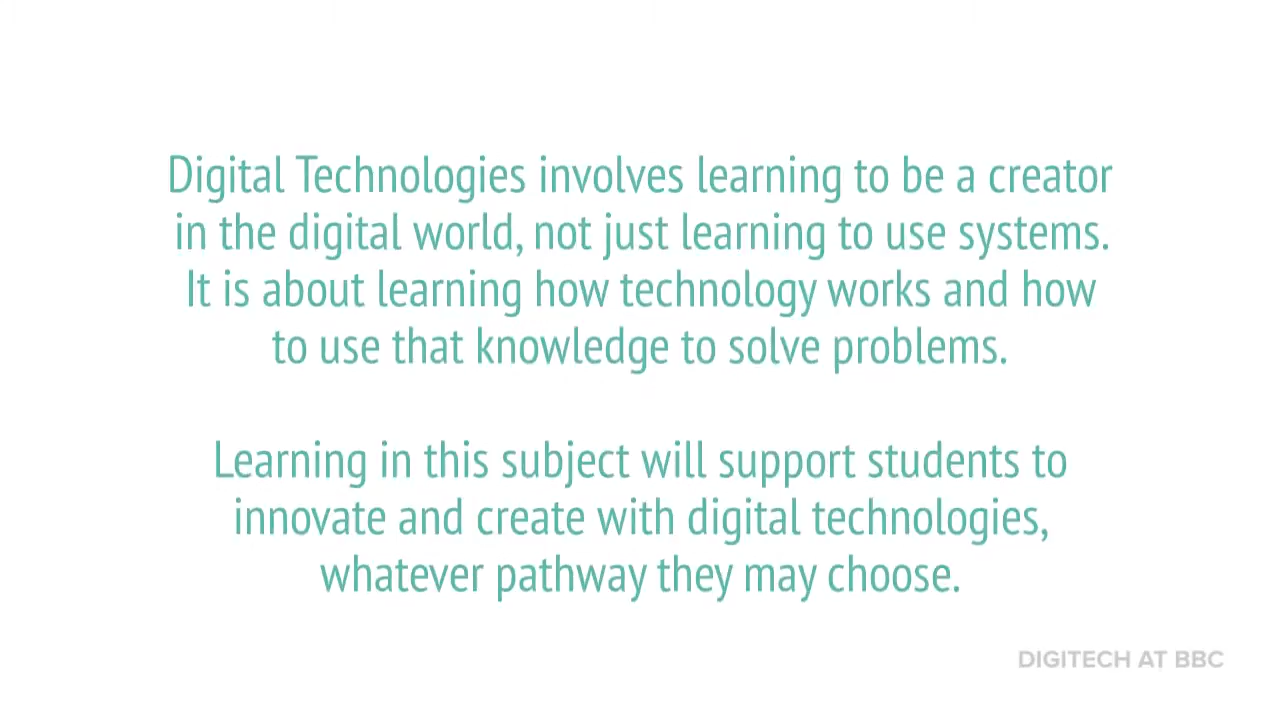 Digital Technologies involves learning to be a creator
in the digital world, not just learning to use systems.
It is about learning how technology works and how
to use that knowledge to solve problems.
Learning in this subject will support students to
innovate and create with digital technologies,
whatever pathway they may choose.
DIGITECH AT BBC